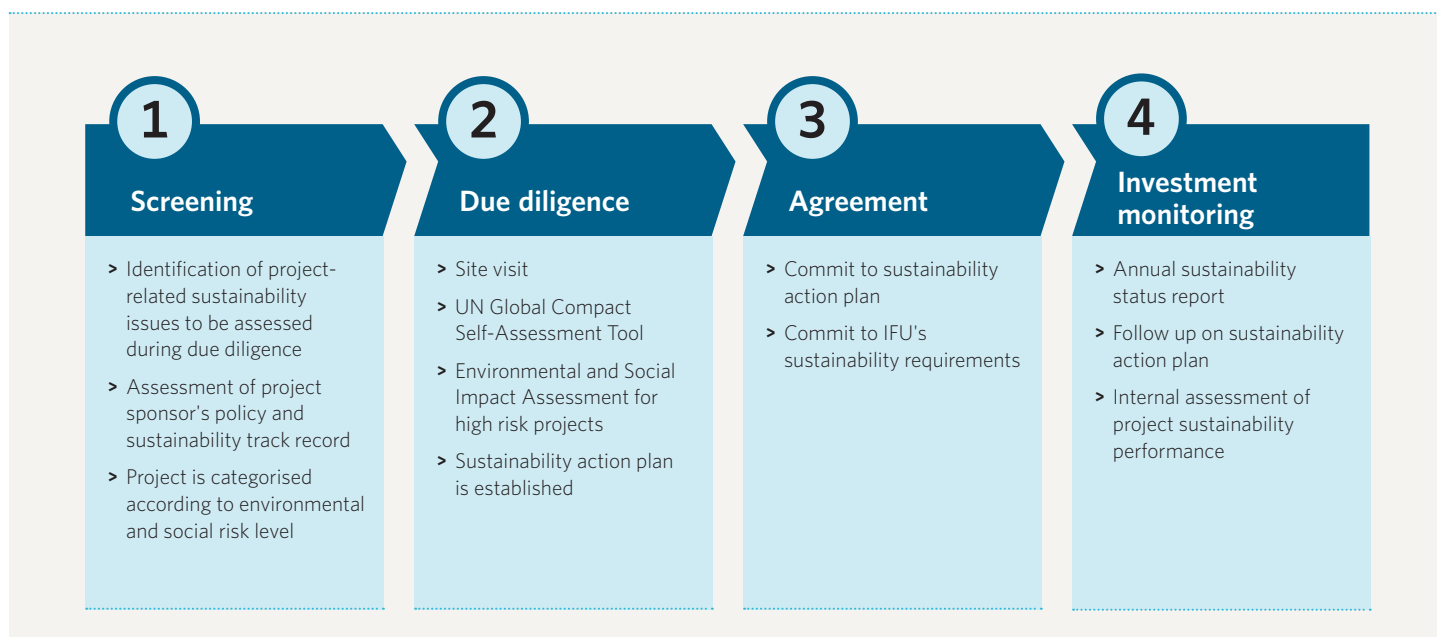 1
Screening
> Identification of project-
related sustainability
issues to be assessed
during due diligence
> Assessment of project
sponsor's policy and
sustainability track record
> Project is categorised
according to environmental
and social risk level
2
Due diligence
> Site visit
> UN Global Compact
Self-Assessment Tool
> Environmental and Social
Impact Assessment for
high risk projects
> Sustainability action plan
is established
3
Agreement
> Commit to sustainability
action plan
> Commit to IFU's
sustainability requirements
4
Investment
monitoring
> Annual sustainability
status report
> Follow up on sustainability
action plan
> Internal assessment of
project sustainability
performance